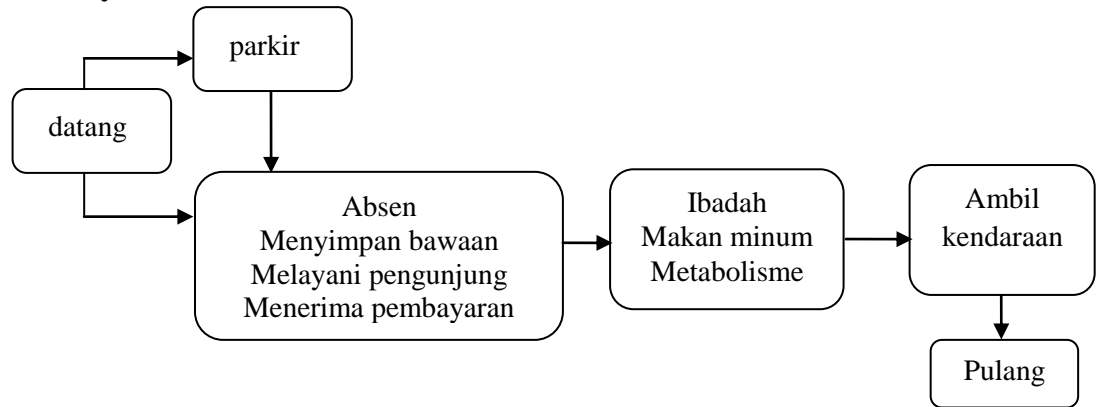 parkir
datang
Absen
Menyimpan bawaan
Melayani pengunjung
Menerima pembayaran
Ibadah
Makan minum
Metabolisme
Ambil
kendaraan
Pulang